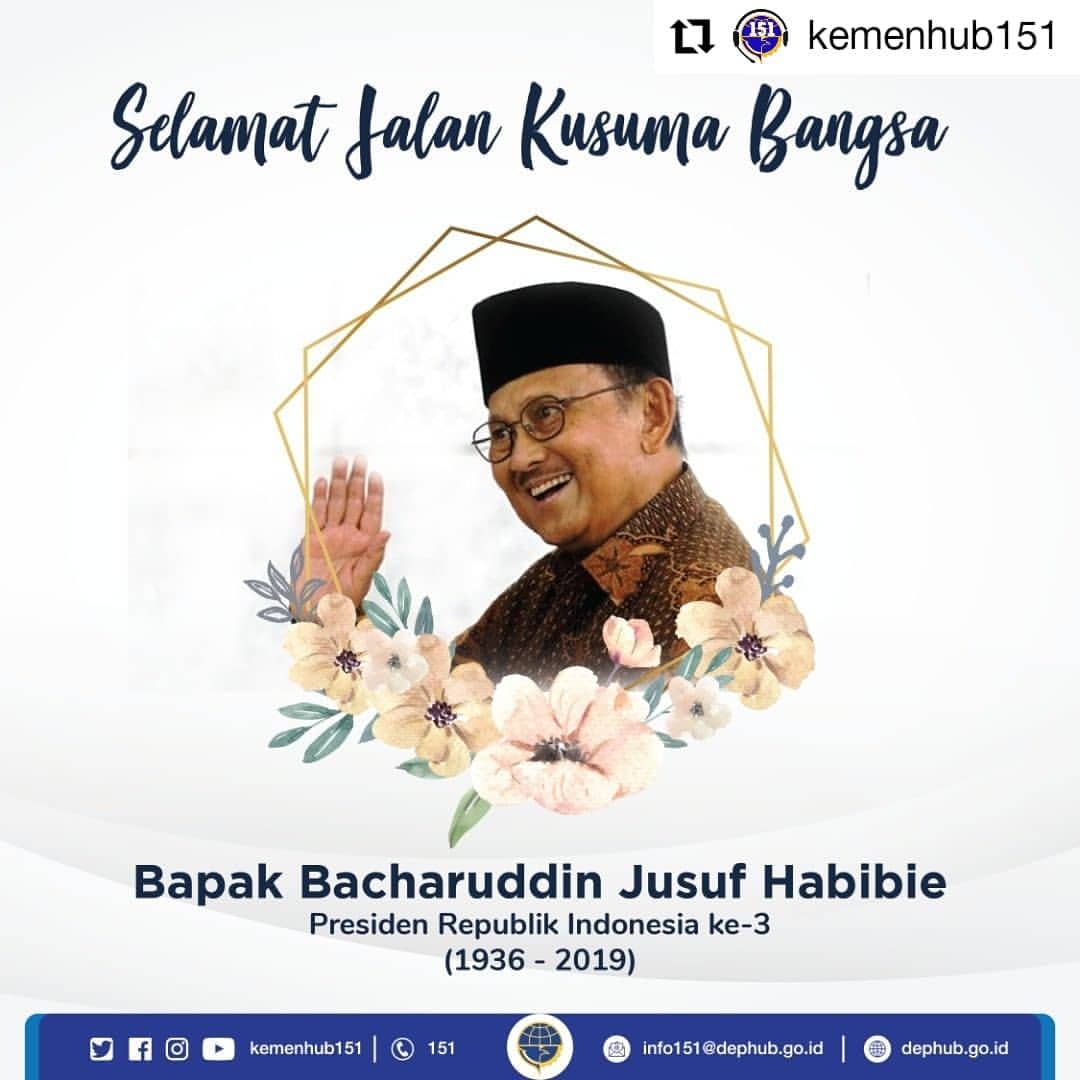 kemenhub151
Selamat Jalan Kusuma Bangsa
Bapak Bacharuddin Jusuf Habibie
Presiden Republik Indonesia ke-3
(1936 - 2019)
kemenhub151 | 151 info151@dephub.go.id | dephub.go.id